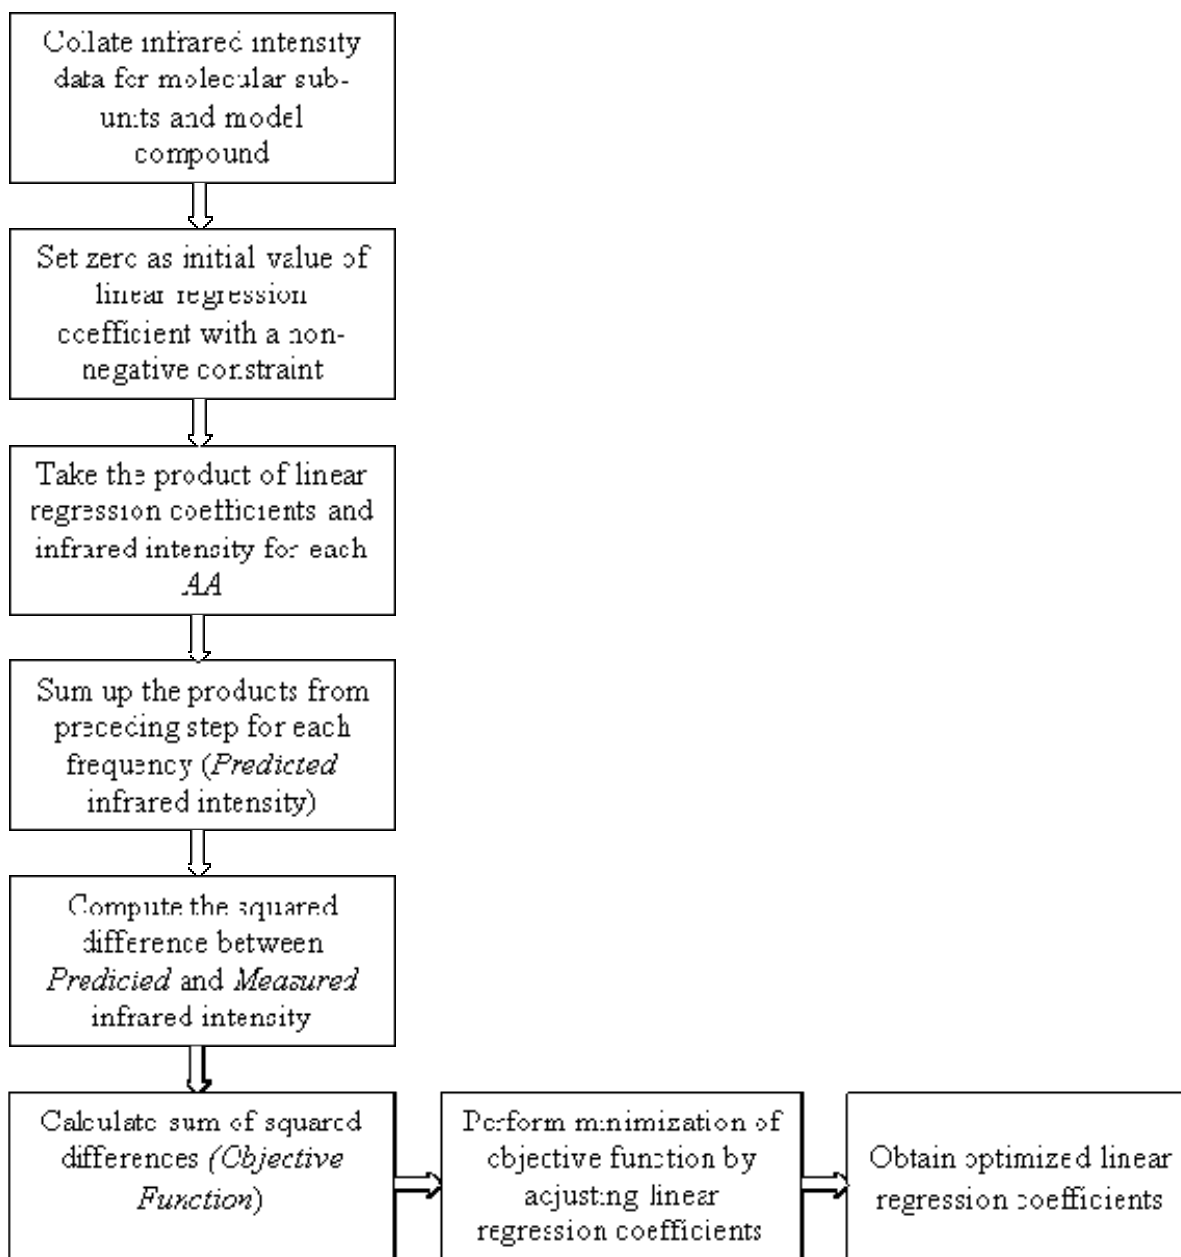 Collate infrared intensity
data for molecular sub-
units and model
compound
Set zero as initial value of
linear regression
coefficient with a non-
negative constraint
Take the product of linear
regression coefficients and
infrared intensity for each
AA
Sum up the products from
preceding step for each
frequency (Predicted
infrared intensity)
Compute the squared
difference between
Predicted and Measured
infrared intensity
Calculate sum of squared
differences (Objective
Function)
Perform minimization of
objective function by
adjusting linear
regression coefficients
Obtain optimized linear
regression coefficients